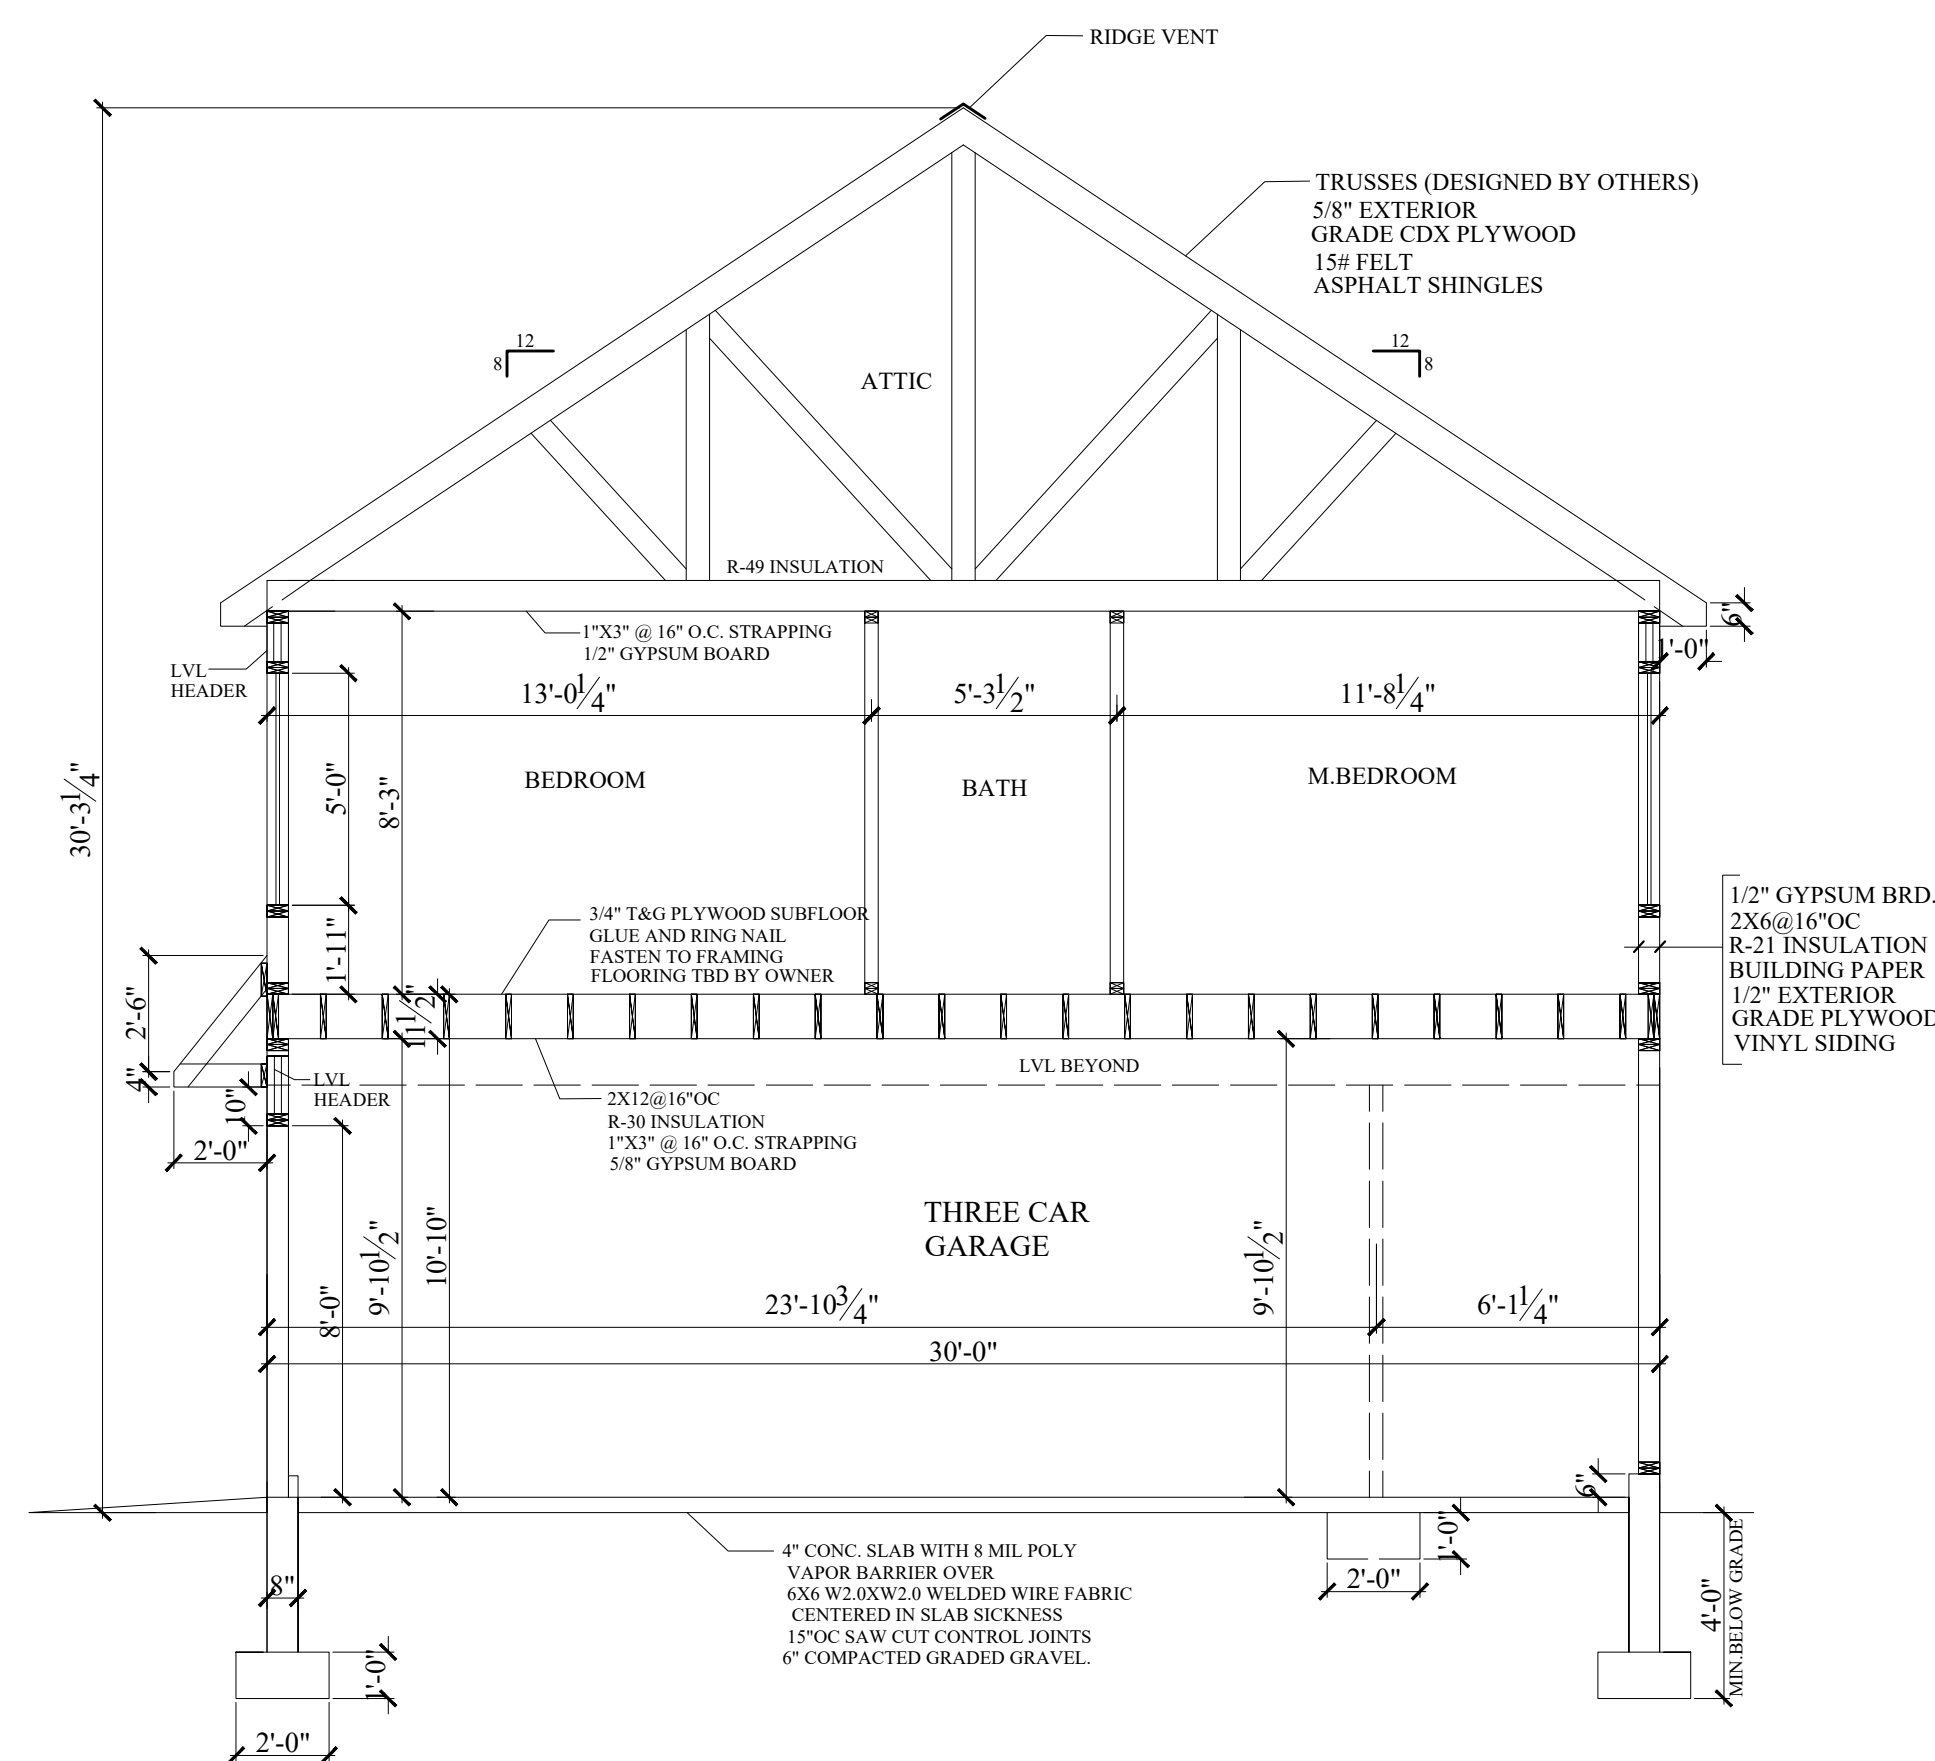 RIDGE VENT
TRUSSES (DESIGNED BY OTHERS)
5/8" EXTERIOR
GRADE CDX PLYWOOD
15# FELT
ASPHALT SHINGLES
12
8
12
8
ATTIC
R-49 INSULATION
1"X3" @ 16" O.C. STRAPPING
1/2" GYPSUM BOARD
LVL
HEADER
6"
1'-0"
13'-0 1/4"
5'-3 1/2"
11'-8 1/4"
30'-3 1/4"
5'-0"
8'-3"
BEDROOM
BATH
M.BEDROOM
1'-11"
3/4" T&G PLYWOOD SUBFLOOR
GLUE AND RING NAIL
FASTEN TO FRAMING
FLOORING TBD BY OWNER
1/2" GYPSUM BRD.
2X6@16"OC
R-21 INSULATION
BUILDING PAPER
1/2" EXTERIOR
GRADE PLYWOOD
VINYL SIDING
2'-6"
11 1/2"
4"
10"
2'-0"
LVL
HEADER
LVL BEYOND
2X12@16"OC
R-30 INSULATION
1"X3" @ 16" O.C. STRAPPING
5/8" GYPSUM BOARD
THREE CAR
GARAGE
8'-0"
9'-10 1/2"
10'-10"
9'-10 1/2"
23'-10 3/4"
6'-1 1/4"
30'-0"
6"
4" CONC. SLAB WITH 8 MIL POLY
VAPOR BARRIER OVER
6X6 W2.0XW2.0 WELDED WIRE FABRIC
CENTERED IN SLAB SICKNESS
15"OC SAW CUT CONTROL JOINTS
6" COMPACTED GRADED GRAVEL.
1'-0"
2'-0"
4'-0"
MIN.BELOW GRADE
8"
1'-0"
2'-0"